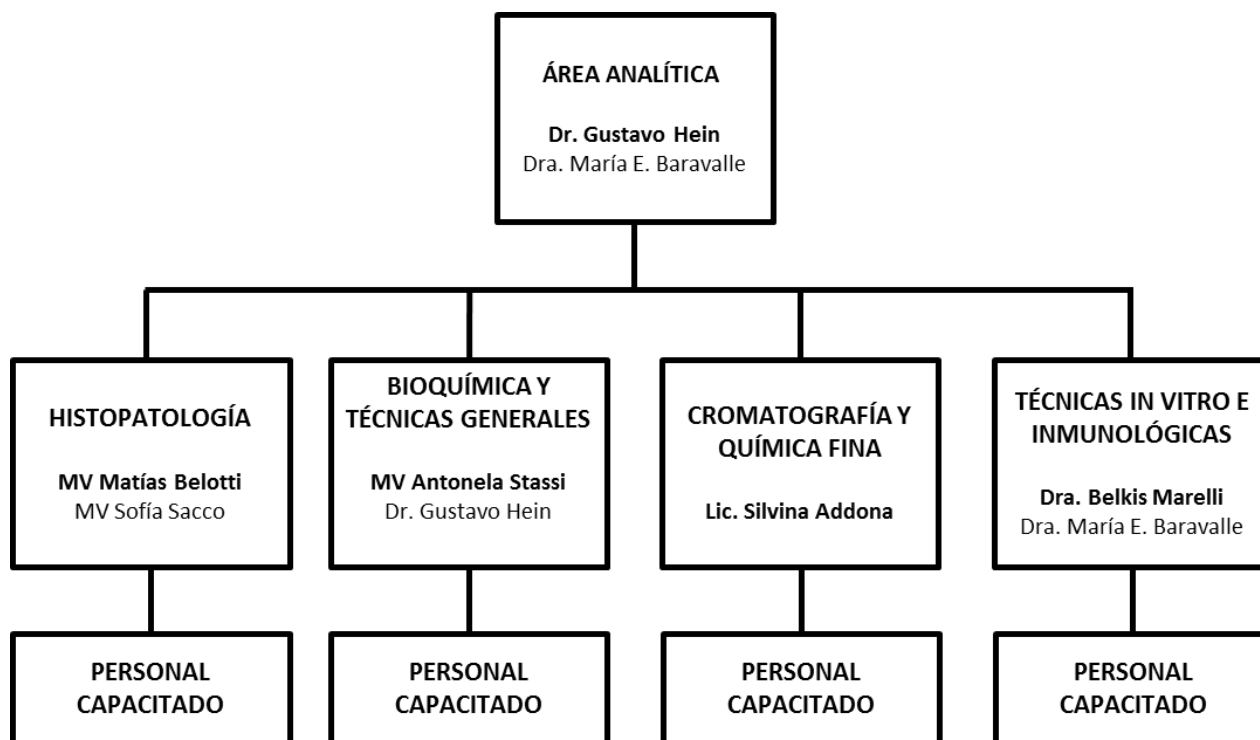 ÁREA ANALÍTICA
Dr. Gustavo Hein
Dra. María E. Baravalle
HISTOPATOLOGÍA
MV Matías Belotti
MV Sofía Sacco
BIOQUÍMICA Y
TÉCNICAS GENERALES
MV Antonela Stassi
Dr. Gustavo Hein
CROMATOGRAFÍA Y
QUÍMICA FINA
Lic. Silvina Addona
TÉCNICAS IN VITRO E
INMUNOLÓGICAS
Dra. Belkis Marelli
Dra. María E. Baravalle
PERSONAL
CAPACITADO
PERSONAL
CAPACITADO
PERSONAL
CAPACITADO
PERSONAL
CAPACITADO